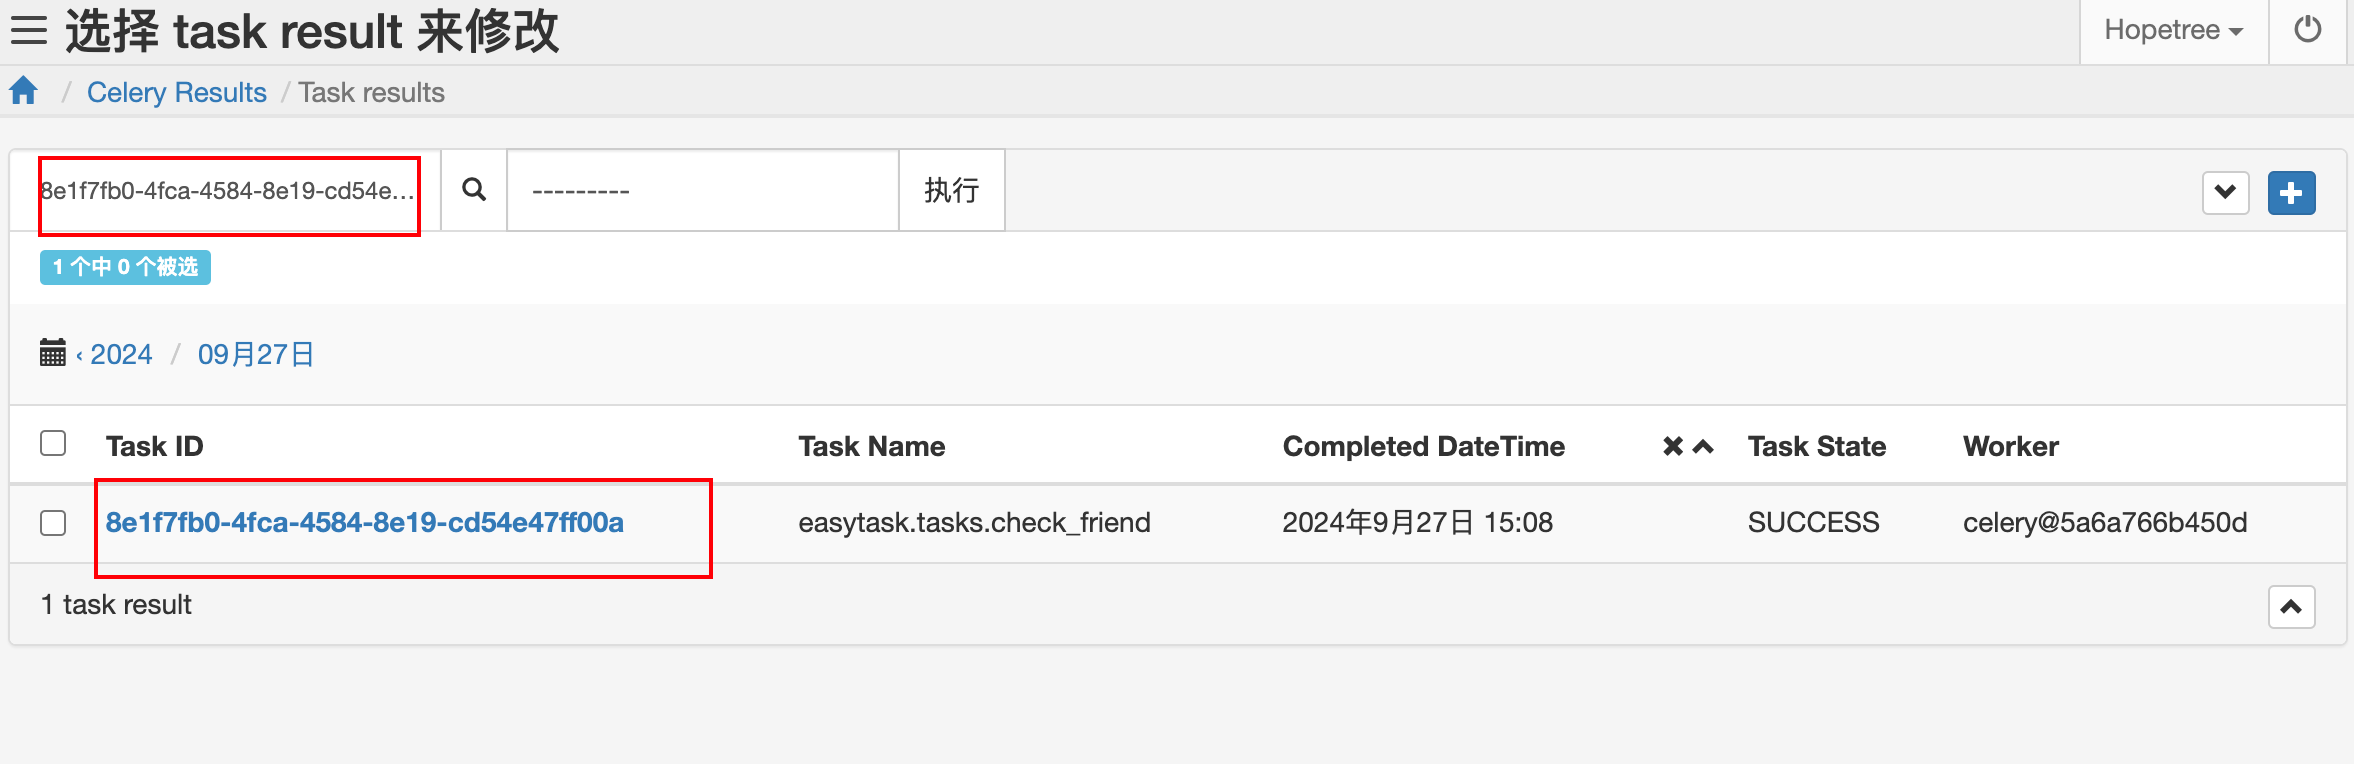 选择 task result 来修改
Hopetree
/ Celery Results / Task results
8e1f7fb0-4fca-4584-8e19-cd54e...
---------
执行
1 个中 0 个被选
‹ 2024 / 09月27日
Task ID Task Name Completed DateTime Task State Worker
8e1f7fb0-4fca-4584-8e19-cd54e47ff00a easytask.tasks.check_friend 2024年9月27日 15:08 SUCCESS celery@5a6a766b450d
1 task result